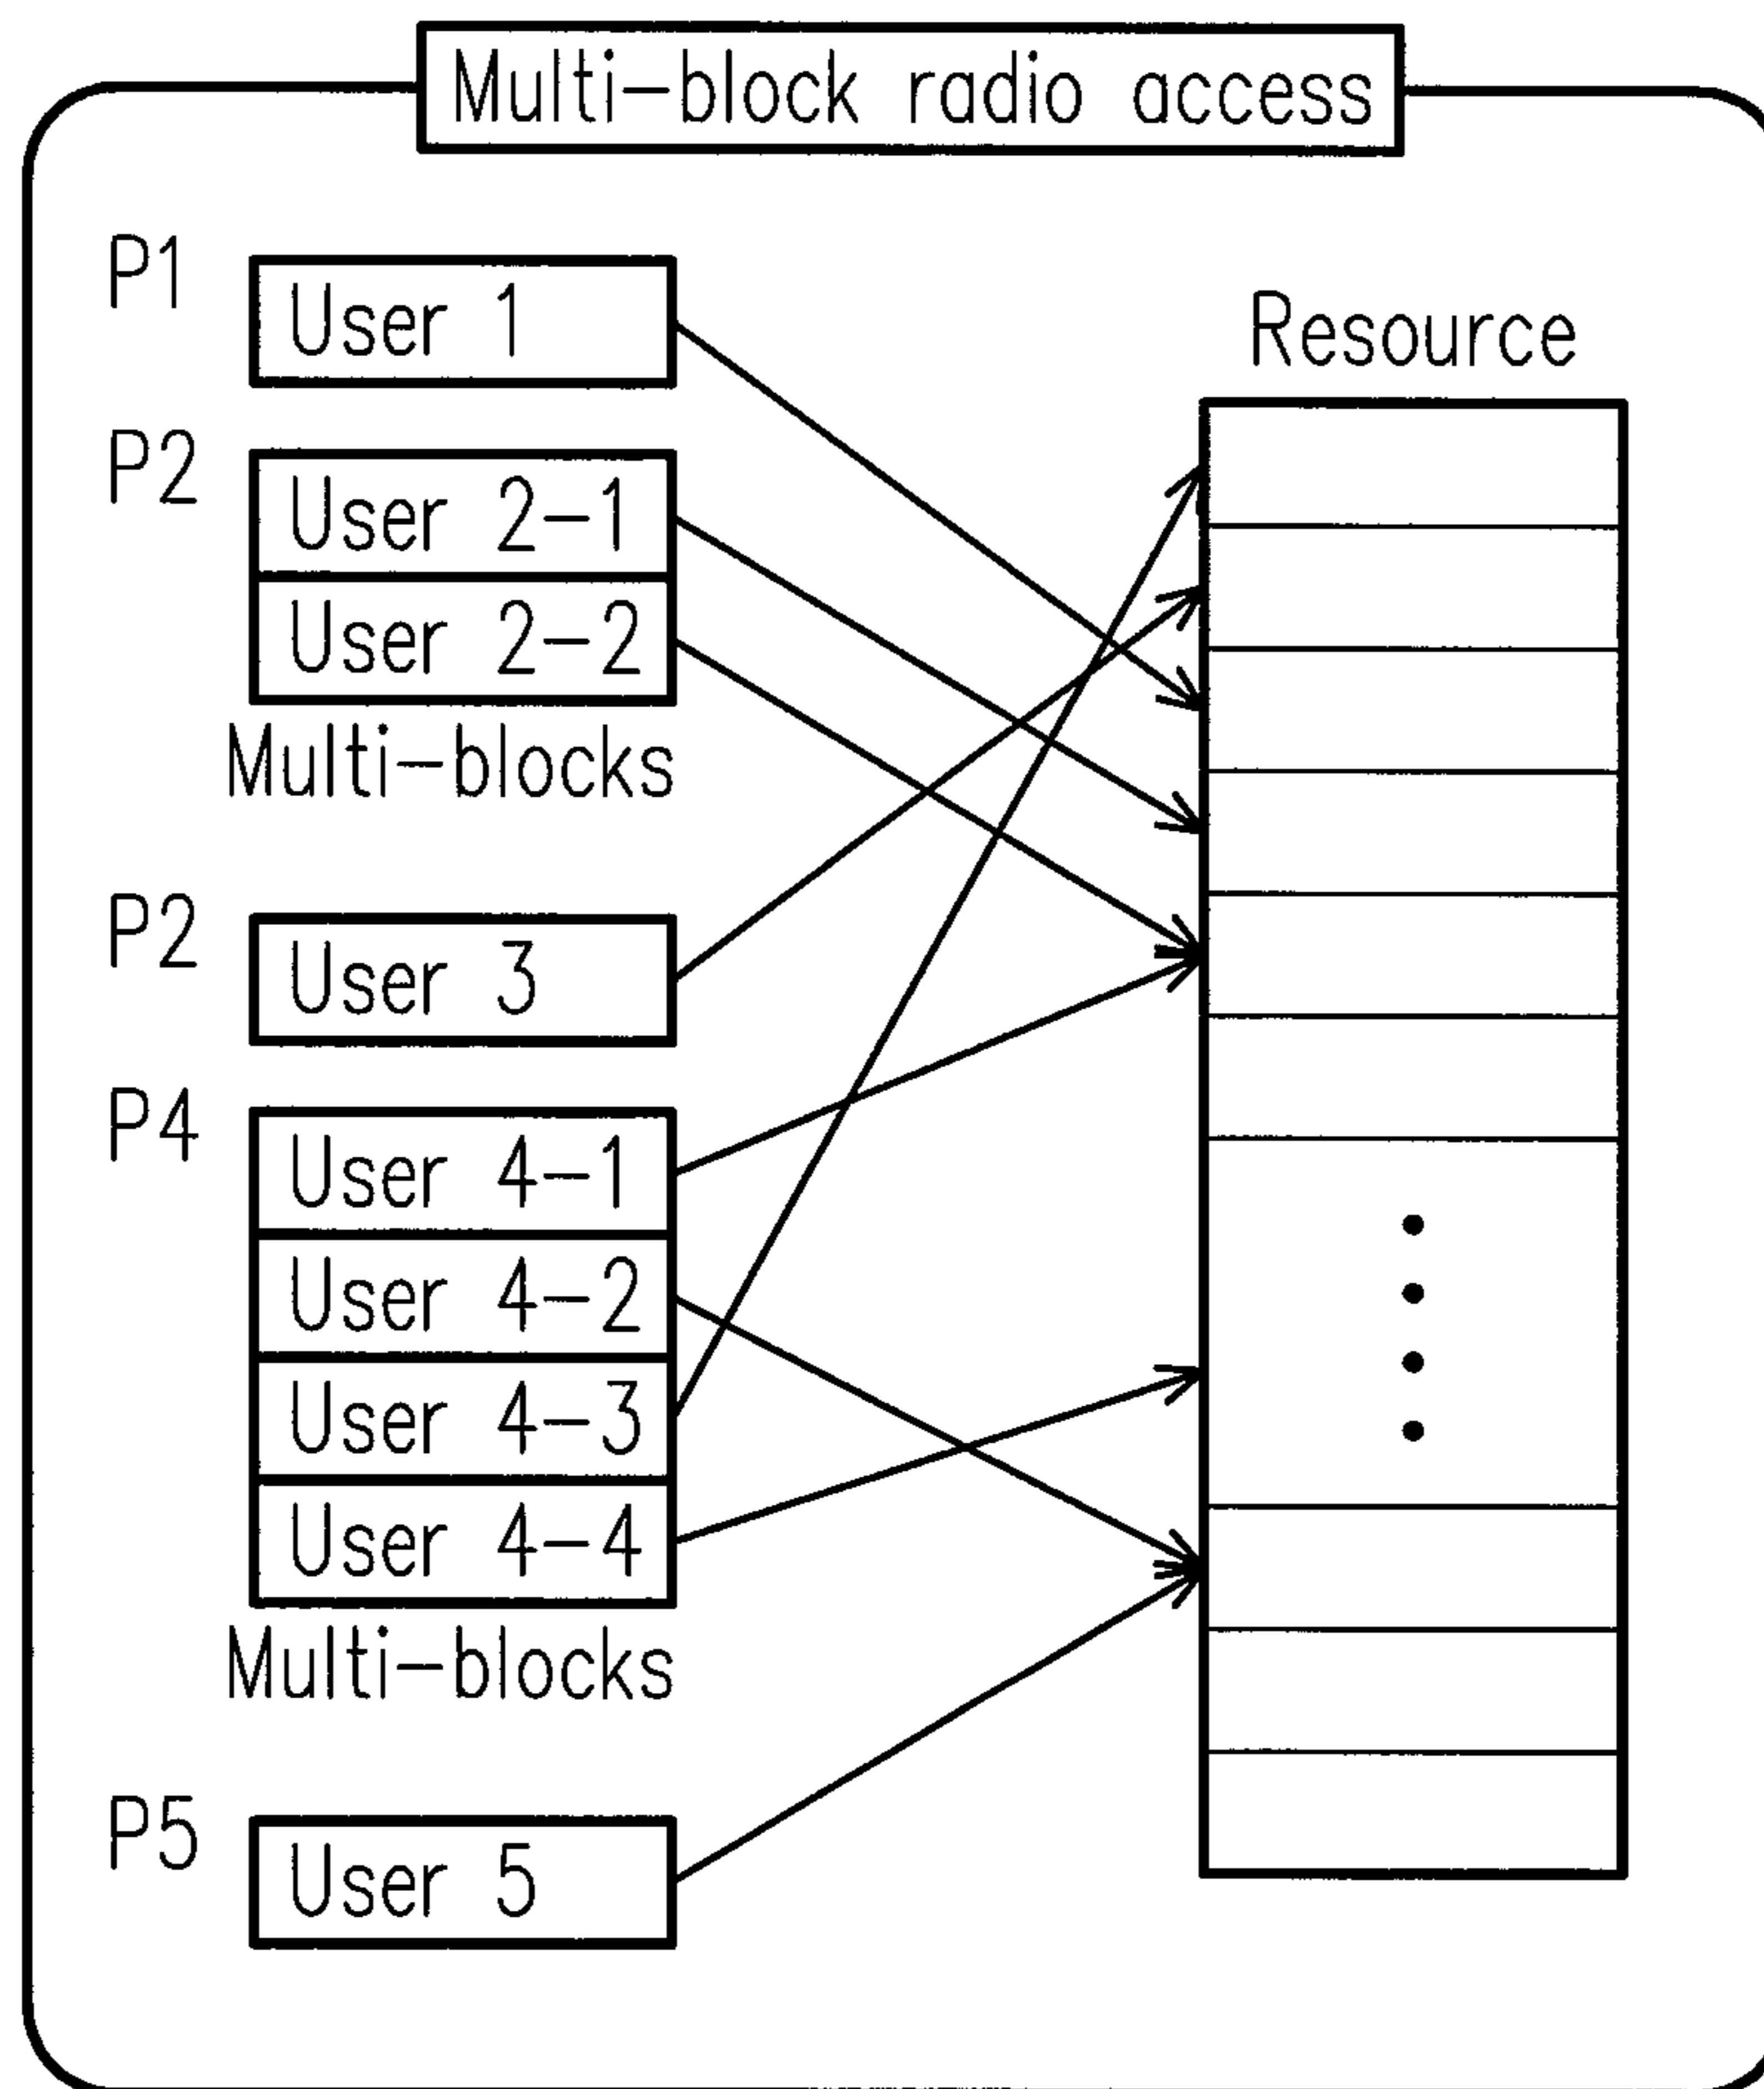 Multi-block radio access
P1
User 1
Resource
P2
User 2-1
User 2-2
Multi-blocks
P2
User 3
P4
User 4-1
User 4-2
User 4-3
User 4-4
Multi-blocks
P5
User 5